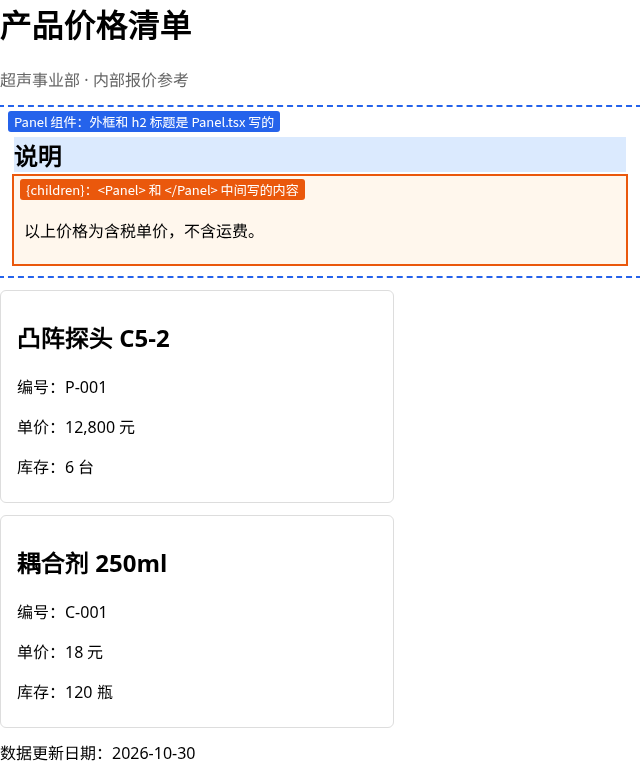 产品价格清单
超声事业部 · 内部报价参考
Panel 组件：外框和 h2 标题是 Panel.tsx 写的
说明
{children}：<Panel> 和 </Panel> 中间写的内容
以上价格为含税单价，不含运费。
凸阵探头 C5-2
编号：P-001
单价：12,800 元
库存：6 台
耦合剂 250ml
编号：C-001
单价：18 元
库存：120 瓶
数据更新日期：2026-10-30